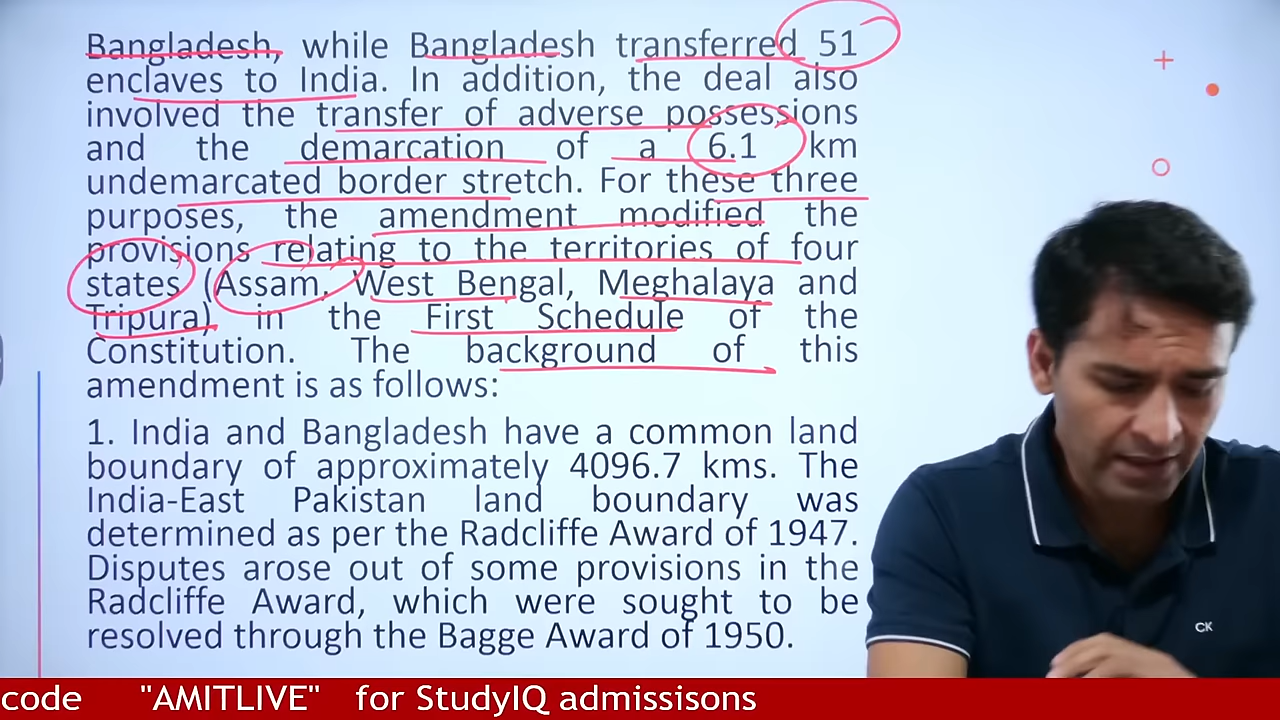 Bangladesh, while Bangladesh transferred 51
enclaves to India. In addition, the deal also
involved the transfer of adverse possessions
and the demarcation of a 6.1 km
undemarcated border stretch. For these three
purposes, the amendment modified the
provisions relating to the territories of four
states (Assam, West Bengal, Meghalaya and
Tripura) in the First Schedule of the
Constitution. The background of this
amendment is as follows:
1. India and Bangladesh have a common land
boundary of approximately 4096.7 kms. The
India-East Pakistan land boundary was
determined as per the Radcliffe Award of 1947.
Disputes arose out of some provisions in the
Radcliffe Award, which were sought to be
resolved through the Bagge Award of 1950.
CK
code "AMITLIVE" for StudyIQ admissisons